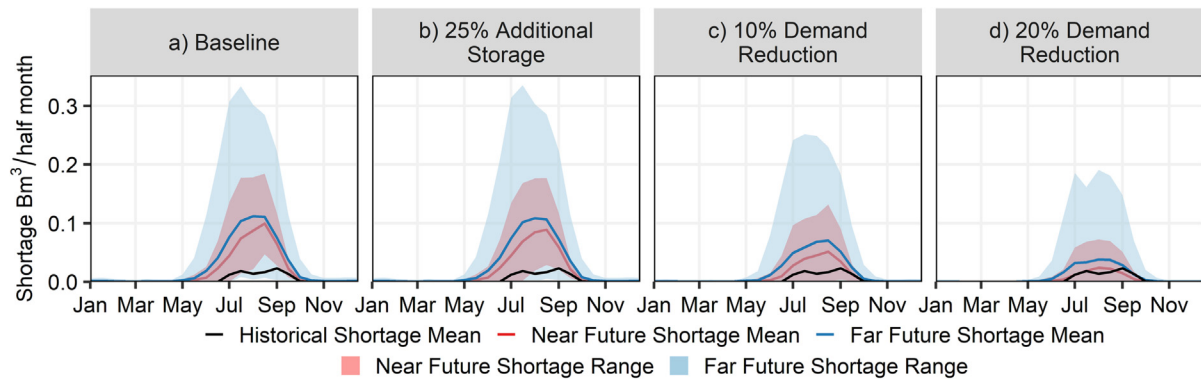 a) Baseline
b) 25% Additional
Storage
c) 10% Demand
Reduction
d) 20% Demand
Reduction
Shortage Bm³/half month
0.3
0.2
0.1
0.0
Jan Mar May Jul Sep Nov Jan Mar May Jul Sep Nov Jan Mar May Jul Sep Nov Jan Mar May Jul Sep Nov
Historical Shortage Mean Near Future Shortage Mean Far Future Shortage Mean
Near Future Shortage Range Far Future Shortage Range